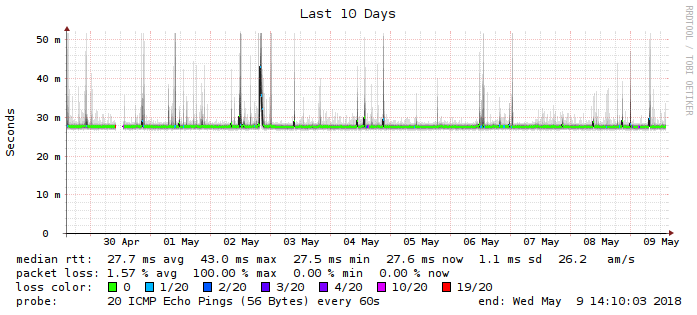 Last 10 Days
RRDTOOL / TOBI OETIKER
Seconds
50 m
40 m
30 m
20 m
10 m
0
30 Apr 01 May 02 May 03 May 04 May 05 May 06 May 07 May 08 May 09 May
median rtt: 27.7 ms avg 43.0 ms max 27.5 ms min 27.6 ms now 1.1 ms sd 26.2 am/s
packet loss: 1.57 % avg 100.00 % max 0.00 % min 0.00 % now
loss color: 0 1/20 2/20 3/20 4/20 10/20 19/20
probe: 20 ICMP Echo Pings (56 Bytes) every 60s end: Wed May 9 14:10:03 2018